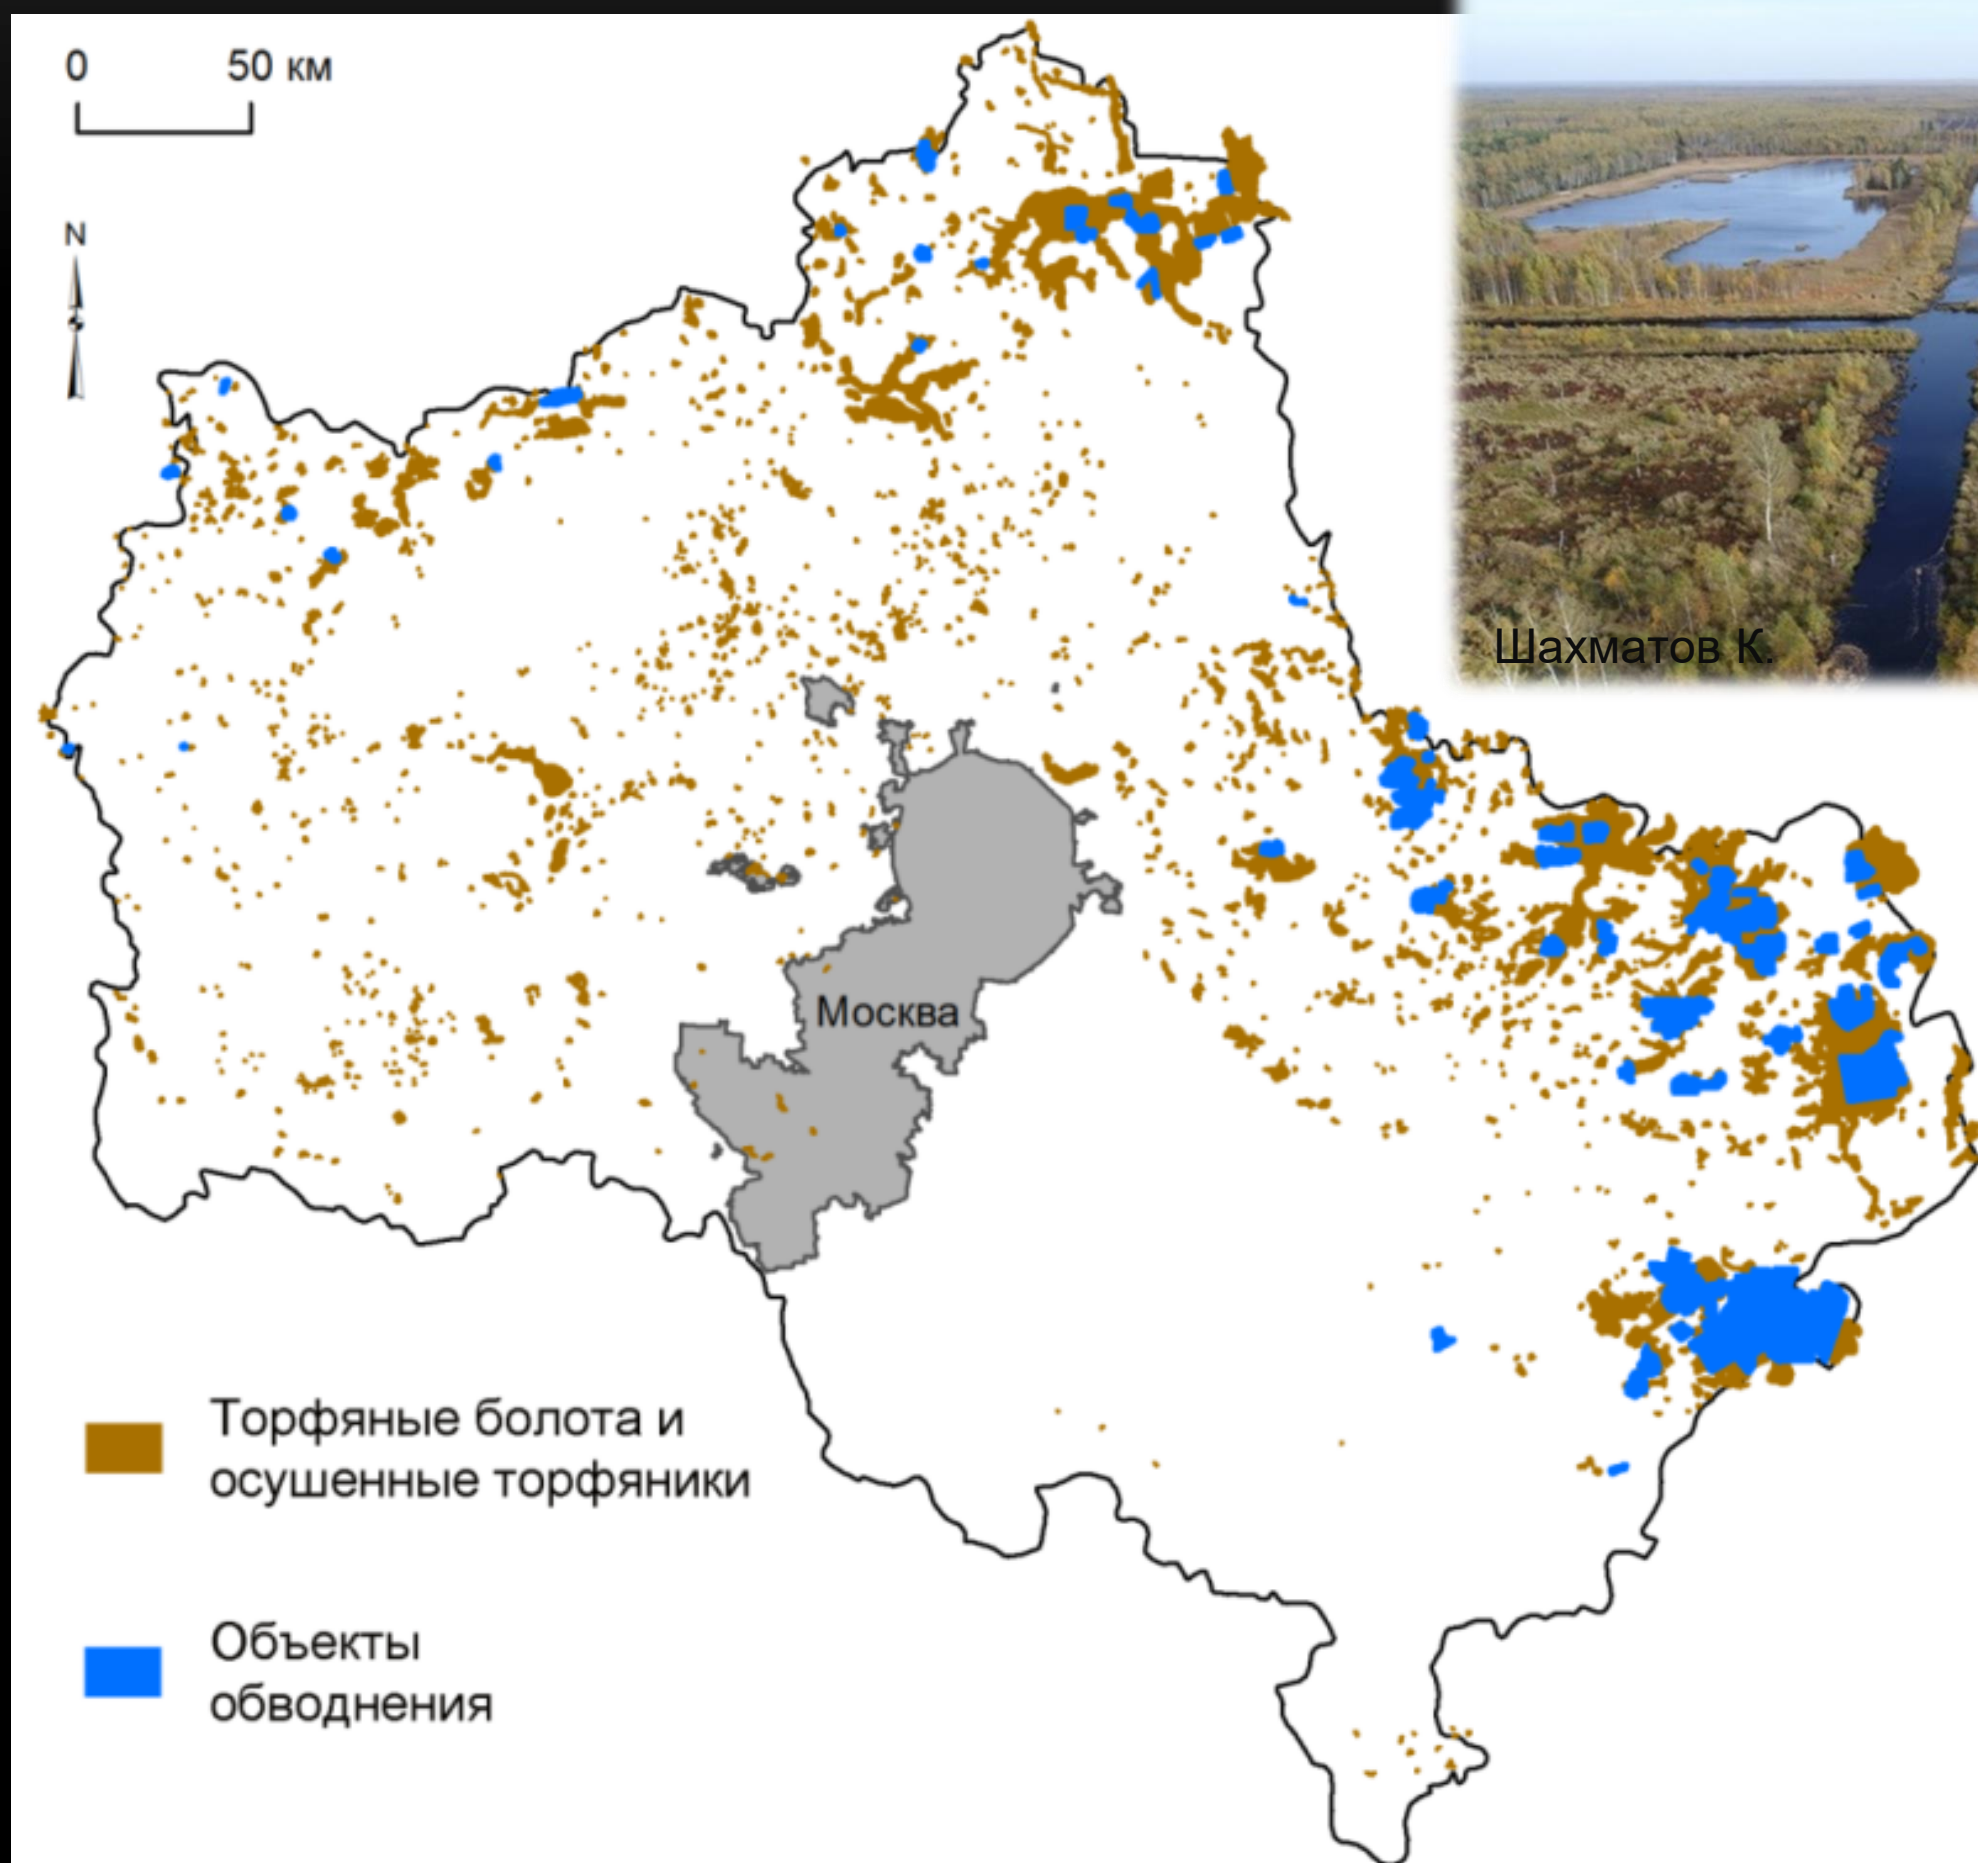 0 50 км
N
Шахматов К.
Москва
Торфяные болота и
осушенные торфяники
Объекты
обводнения